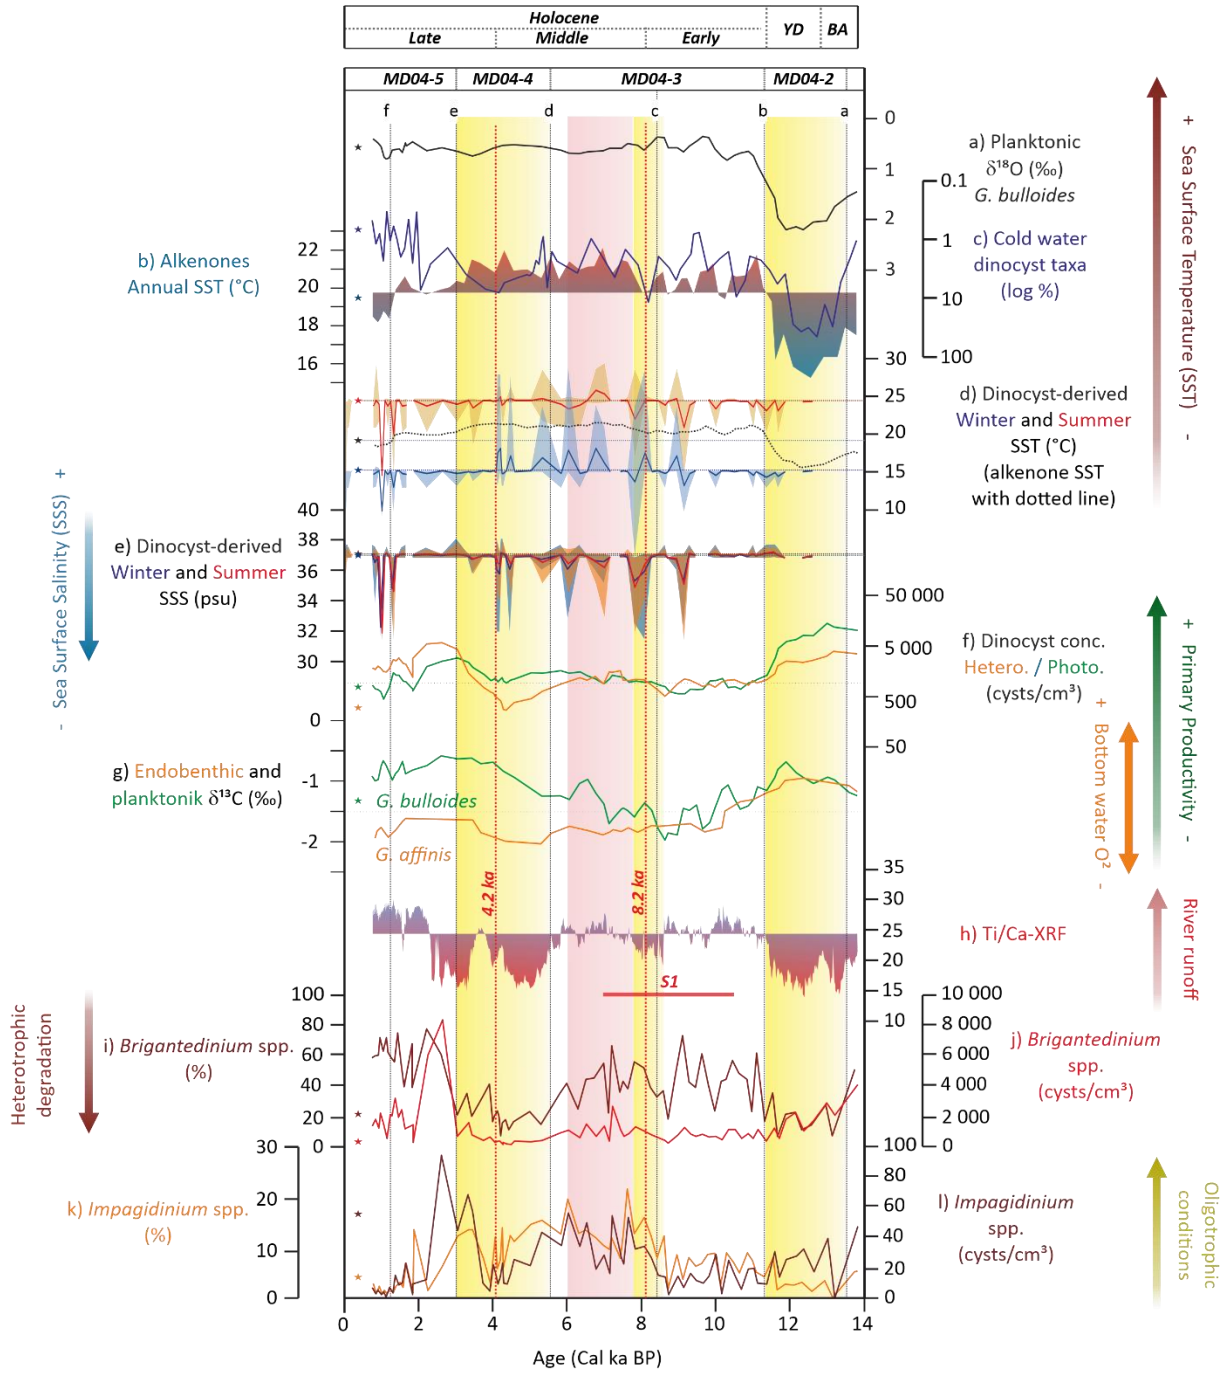 Holocene
YD
BA
Late
Middle
Early
MD04-5
MD04-4
MD04-3
MD04-2
f
e
d
c
b
a
0
1
2
3
a) Planktonic
δ¹⁸O (‰)
G. bulloides
0.1
1
10
100
c) Cold water
dinocyst taxa
(log %)
b) Alkenones
Annual SST (°C)
22
20
18
16
+ Sea Surface Temperature (SST) -
30
25
20
15
10
d) Dinocyst-derived
Winter and Summer
SST (°C)
(alkenone SST
with dotted line)
- Sea Surface Salinity (SSS) +
e) Dinocyst-derived
Winter and Summer
SSS (psu)
40
38
36
34
32
30
50 000
5 000
500
50
f) Dinocyst conc.
Hetero. / Photo.
(cysts/cm³)
+ Primary Productivity -
+ Bottom water O² -
g) Endobenthic and
planktonik δ¹³C (‰)
0
-1
-2
G. bulloides
G. affinis
4.2 ka
8.2 ka
35
30
25
20
15
10
h) Ti/Ca-XRF
River runoff
S1
Heterotrophic
degradation
i) Brigantedinium spp.
(%)
100
80
60
40
20
0
10 000
8 000
6 000
4 000
2 000
0
j) Brigantedinium
spp.
(cysts/cm³)
k) Impagidinium spp.
(%)
30
20
10
0
100
80
60
40
20
0
l) Impagidinium
spp.
(cysts/cm³)
Oligotrophic
conditions
0
2
4
6
8
10
12
14
Age (Cal ka BP)